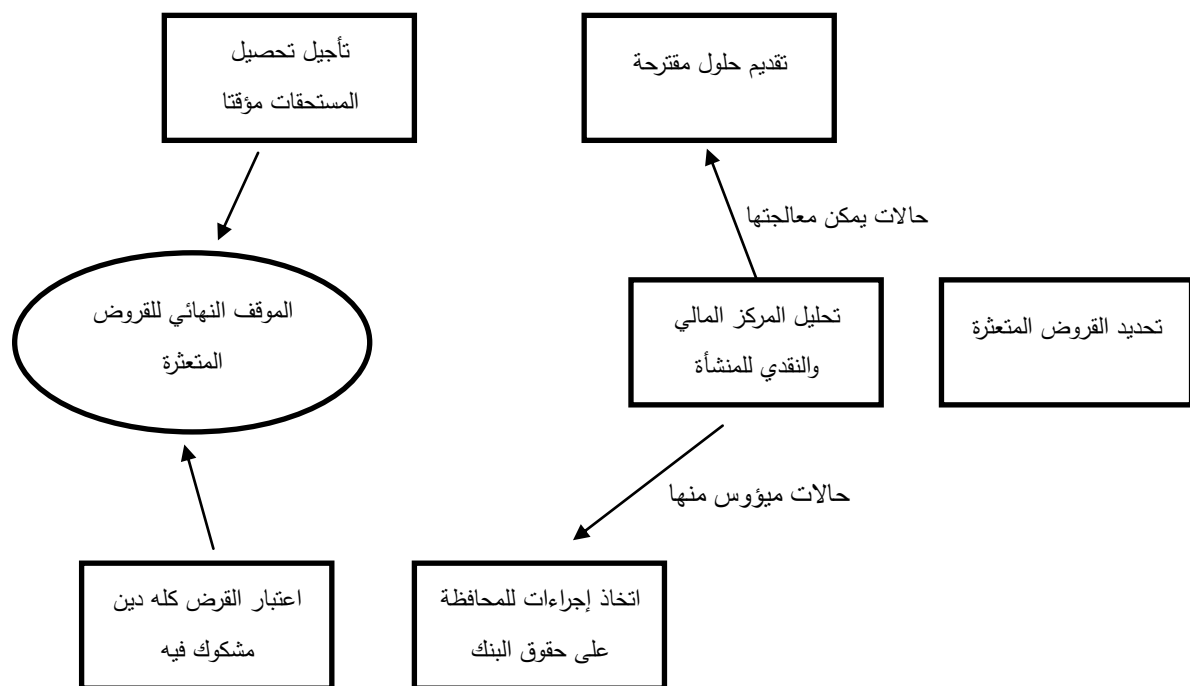 تقديم حلول مقترحة
تأجيل تحصيل
المستحقات مؤقتا
حالات يمكن معالجتها
تحديد القروض المتعثرة
تحليل المركز المالي
والنقدي للمنشأة
الموقف النهائي للقروض
المتعثرة
حالات ميؤوس منها
اتخاذ إجراءات للمحافظة
على حقوق البنك
اعتبار القرض كله دين
مشكوك فيه